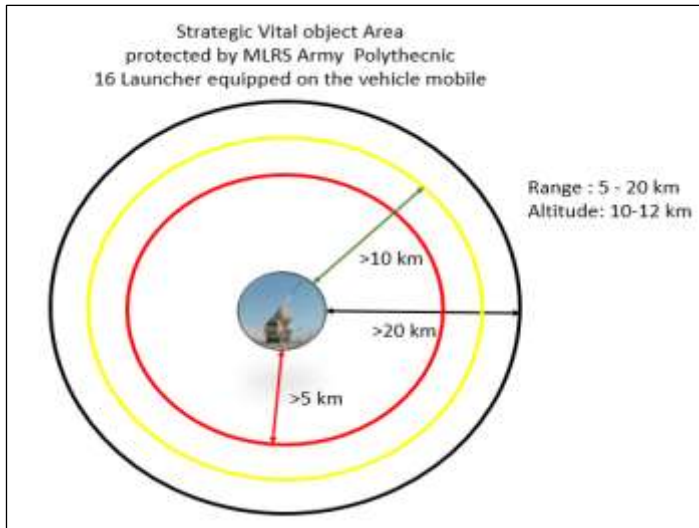 Strategic Vital object Area
protected by MLRS Army Polythecnic
16 Launcher equipped on the vehicle mobile
Range : 5 - 20 km
Altitude: 10-12 km
>10 km
>20 km
>5 km